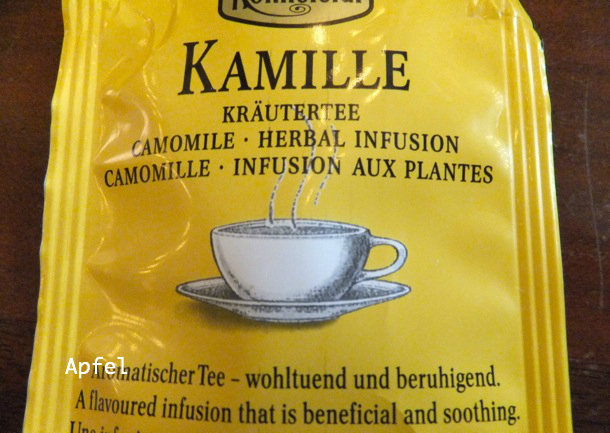 KAMILLE
KRÄUTERTEE
CAMOMILE · HERBAL INFUSION
CAMOMILLE · INFUSION AUX PLANTES
Apfel
Aromatischer Tee – wohltuend und beruhigend.
A flavoured infusion that is beneficial and soothing.